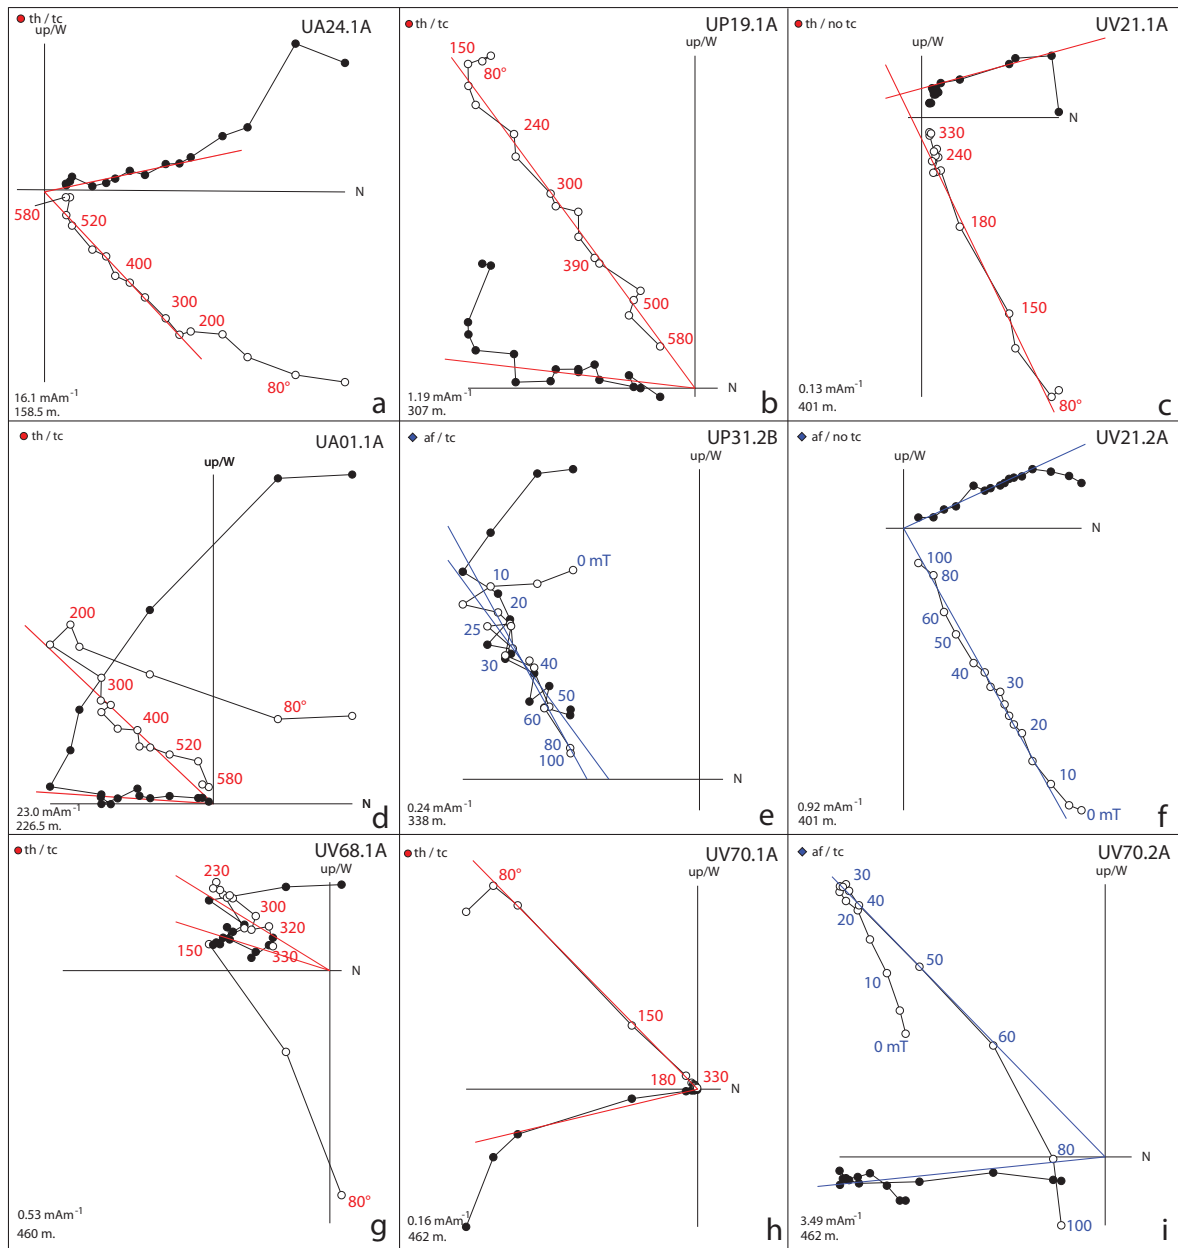 th / tc
UA24.1A
up/W
N
580
520
400
300
200
80°
16.1 mAm-1
158.5 m.
a
th / tc
UP19.1A
up/W
150
80°
240
300
390
500
580
N
1.19 mAm-1
307 m.
b
th / no tc
UV21.1A
up/W
N
330
240
180
150
80°
0.13 mAm-1
401 m.
c
th / tc
UA01.1A
up/W
200
300
400
80°
520
580
N
23.0 mAm-1
226.5 m.
d
af / tc
UP31.2B
up/W
0 mT
10
20
25
30
40
50
60
80
100
N
0.24 mAm-1
338 m.
e
af / no tc
UV21.2A
up/W
N
100
80
60
50
40
30
20
10
0 mT
0.92 mAm-1
401 m.
f
th / tc
UV68.1A
up/W
230
300
320
150
330
N
80°
0.53 mAm-1
460 m.
g
th / tc
UV70.1A
up/W
80°
150
180
330
N
0.16 mAm-1
462 m.
h
af / tc
UV70.2A
up/W
30
40
20
50
10
60
0 mT
80
N
100
3.49 mAm-1
462 m.
i